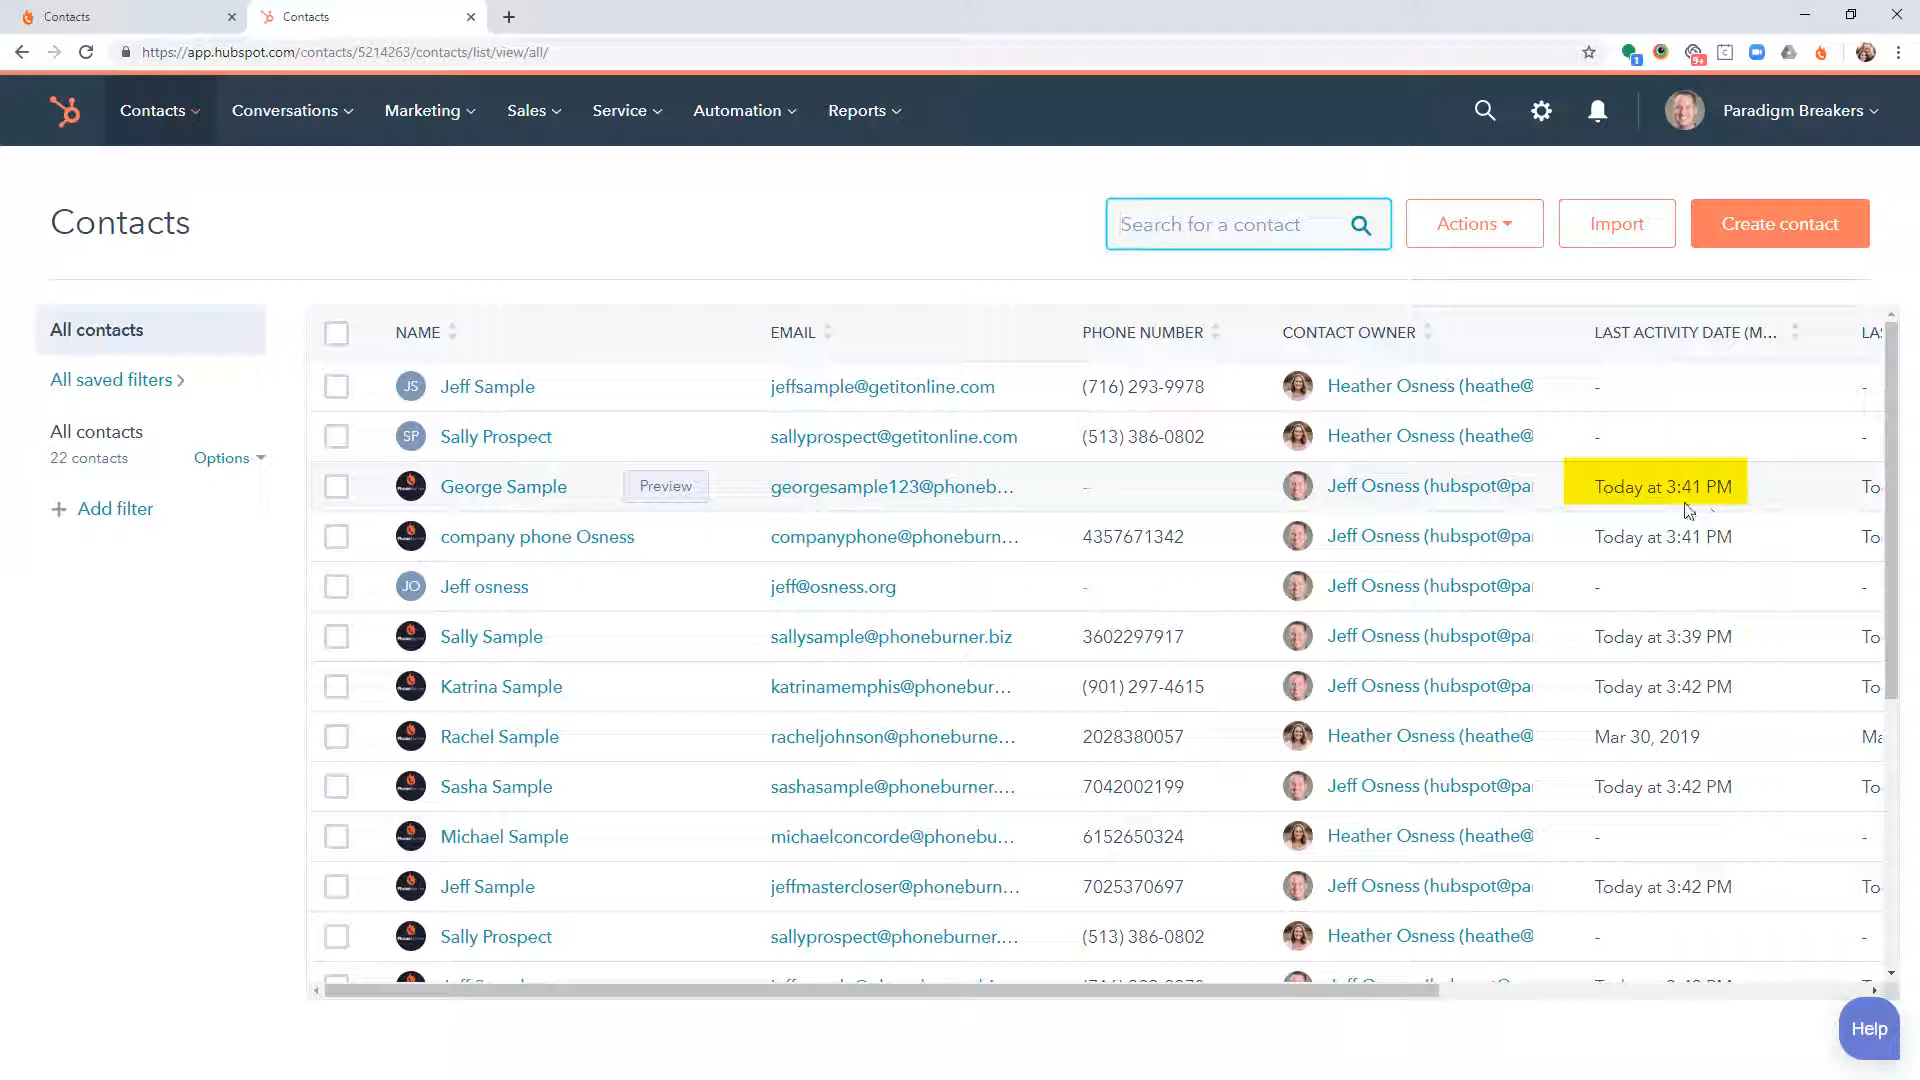 Contacts
Contacts
https://app.hubspot.com/contacts/5214263/contacts/list/view/all/
1
9+
Contacts
Conversations
Marketing
Sales
Service
Automation
Reports
Paradigm Breakers
Contacts
Search for a contact
Actions
Import
Create contact
All contacts
All saved filters
All contacts
22 contacts
Options
Add filter
NAME EMAIL PHONE NUMBER CONTACT OWNER LAST ACTIVITY DATE (M... LA
JS Jeff Sample jeffsample@getitonline.com (716) 293-9978 Heather Osness (heathe@ - -
SP Sally Prospect sallyprospect@getitonline.com (513) 386-0802 Heather Osness (heathe@ - -
George Sample Preview georgesample123@phoneb... - Jeff Osness (hubspot@pa Today at 3:41 PM To
company phone Osness companyphone@phoneburn... 4357671342 Jeff Osness (hubspot@pa Today at 3:41 PM To
JO Jeff osness jeff@osness.org - Jeff Osness (hubspot@pa - -
Sally Sample sallysample@phoneburner.biz 3602297917 Jeff Osness (hubspot@pa Today at 3:39 PM To
Katrina Sample katrinamemphis@phonebur... (901) 297-4615 Jeff Osness (hubspot@pa Today at 3:42 PM To
Rachel Sample racheljohnson@phoneburne... 2028380057 Heather Osness (heathe@ Mar 30, 2019 Ma
Sasha Sample sashasample@phoneburner.... 7042002199 Jeff Osness (hubspot@pa Today at 3:42 PM To
Michael Sample michaelconcorde@phonebu... 6152650324 Heather Osness (heathe@ - -
Jeff Sample jeffmastercloser@phoneburn... 7025370697 Jeff Osness (hubspot@pa Today at 3:42 PM To
Sally Prospect sallyprospect@phoneburner.... (513) 386-0802 Heather Osness (heathe@ - -
Help